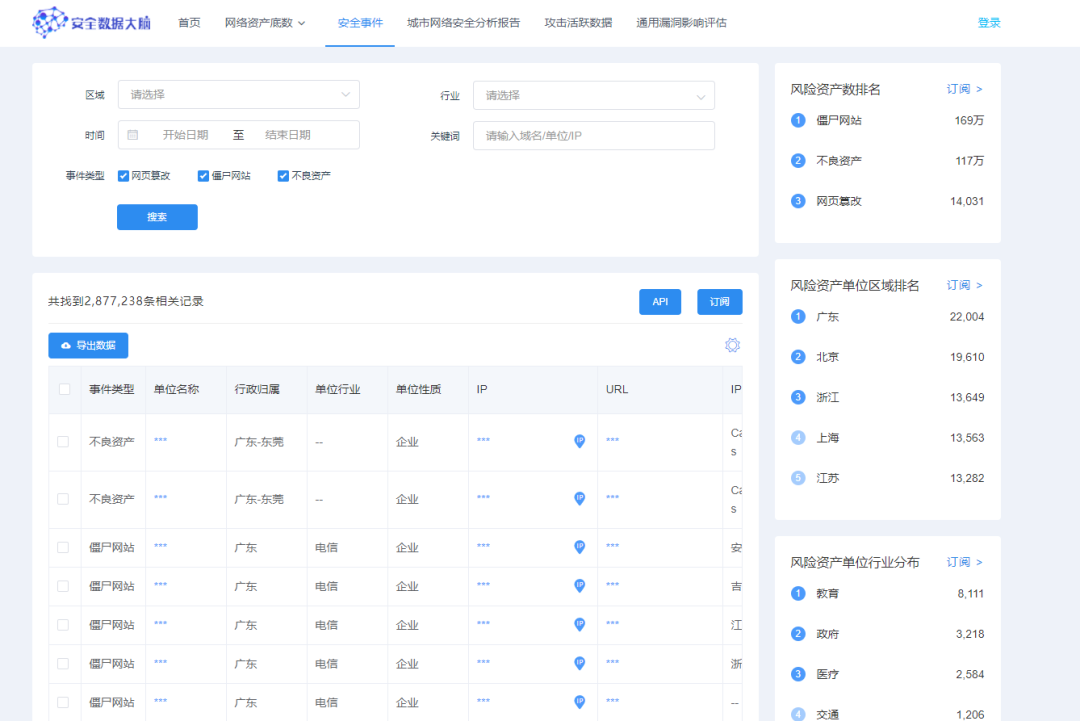 安全数据大脑 首页 网络资产底数 安全事件 城市网络安全分析报告 攻击活跃数据 通用漏洞影响评估 登录
区域 请选择 行业 请选择
时间 开始日期 至 结束日期 关键词 请输入域名/单位/IP
事件类型 网页篡改 僵尸网站 不良资产
搜索
共找到2,877,238条相关记录 API 订阅
导出数据
事件类型 单位名称 行政归属 单位行业 单位性质 IP URL IP
不良资产 *** 广东-东莞 -- 企业 *** IP *** Ca
s
不良资产 *** 广东-东莞 -- 企业 *** IP *** Ca
s
僵尸网站 *** 广东 电信 企业 *** IP *** 安
僵尸网站 *** 广东 电信 企业 *** IP *** 吉
僵尸网站 *** 广东 电信 企业 *** IP *** 江
僵尸网站 *** 广东 电信 企业 *** IP *** 浙
僵尸网站 *** 广东 电信 企业 *** IP *** --
风险资产数排名 订阅 >
1 僵尸网站 169万
2 不良资产 117万
3 网页篡改 14,031
风险资产单位区域排名 订阅 >
1 广东 22,004
2 北京 19,610
3 浙江 13,649
4 上海 13,563
5 江苏 13,282
风险资产单位行业分布 订阅 >
1 教育 8,111
2 政府 3,218
3 医疗 2,584
4 交通 1,206